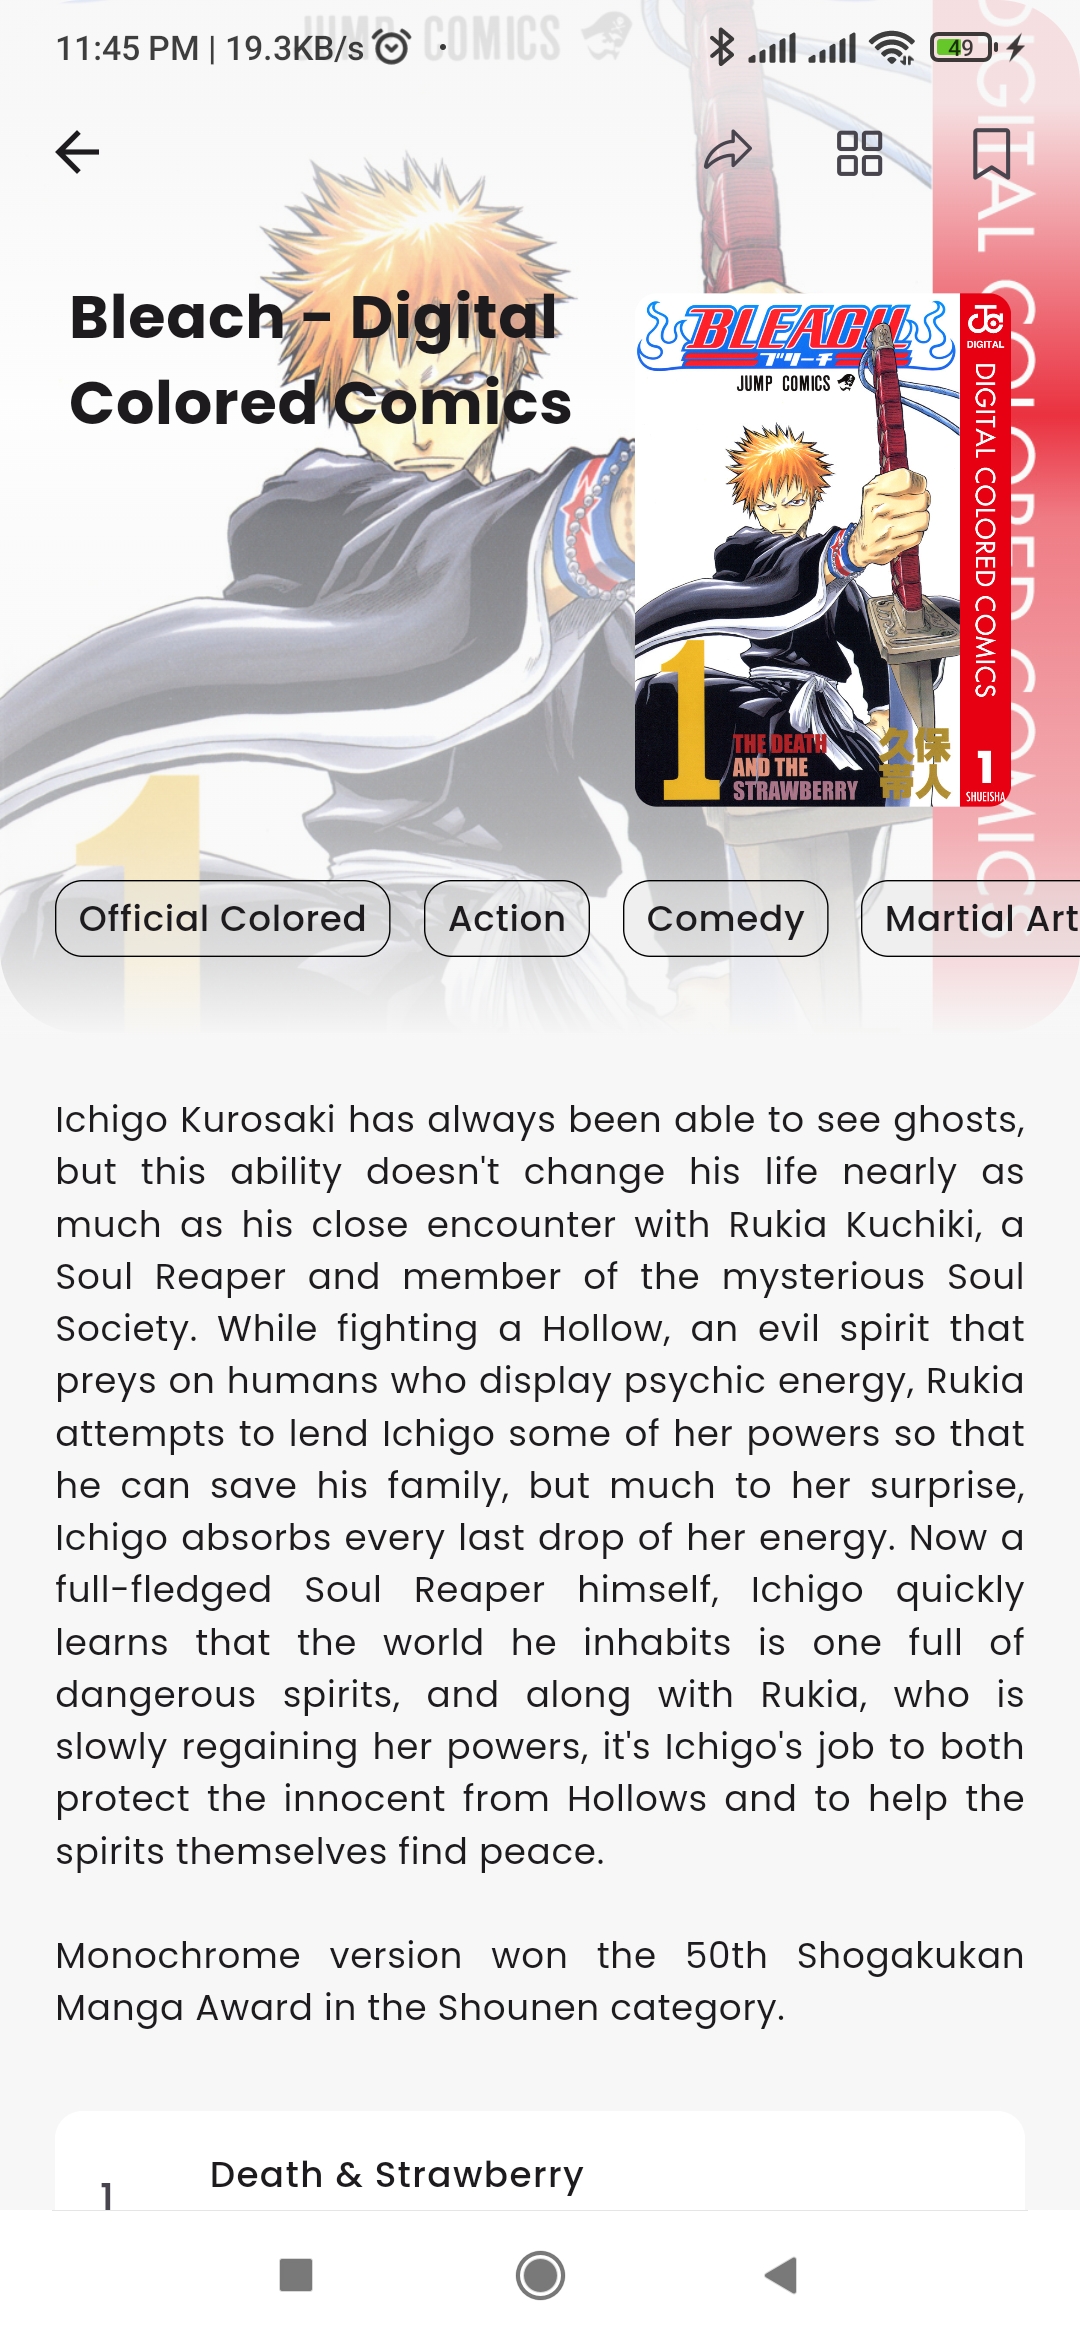 11:45 PM | 19.3KB/s
49
JUMP COMICS
DIGITAL COLORED COMICS
Bleach - Digital
Colored Comics
BLEACH
ブリーチ
JUMP COMICS
DIGITAL
DIGITAL COLORED COMICS
1
THE DEATH
AND THE
STRAWBERRY
久保
帯人
1
SHUEISHA
1
Official Colored
Action
Comedy
Martial Art
Ichigo Kurosaki has always been able to see ghosts,
but this ability doesn't change his life nearly as
much as his close encounter with Rukia Kuchiki, a
Soul Reaper and member of the mysterious Soul
Society. While fighting a Hollow, an evil spirit that
preys on humans who display psychic energy, Rukia
attempts to lend Ichigo some of her powers so that
he can save his family, but much to her surprise,
Ichigo absorbs every last drop of her energy. Now a
full-fledged Soul Reaper himself, Ichigo quickly
learns that the world he inhabits is one full of
dangerous spirits, and along with Rukia, who is
slowly regaining her powers, it's Ichigo's job to both
protect the innocent from Hollows and to help the
spirits themselves find peace.
Monochrome version won the 50th Shogakukan
Manga Award in the Shounen category.
1
Death & Strawberry